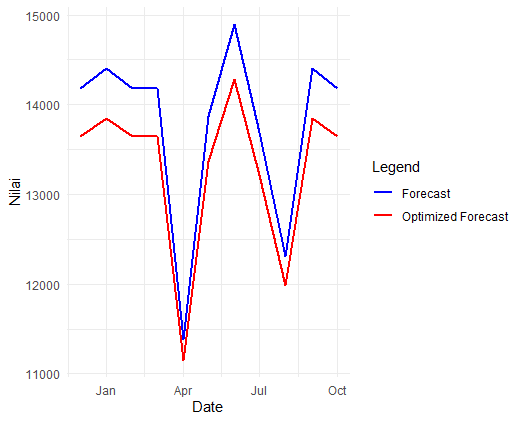 15000
14000
13000
12000
11000
Nilai
Jan Apr Jul Oct
Date
Legend
Forecast
Optimized Forecast